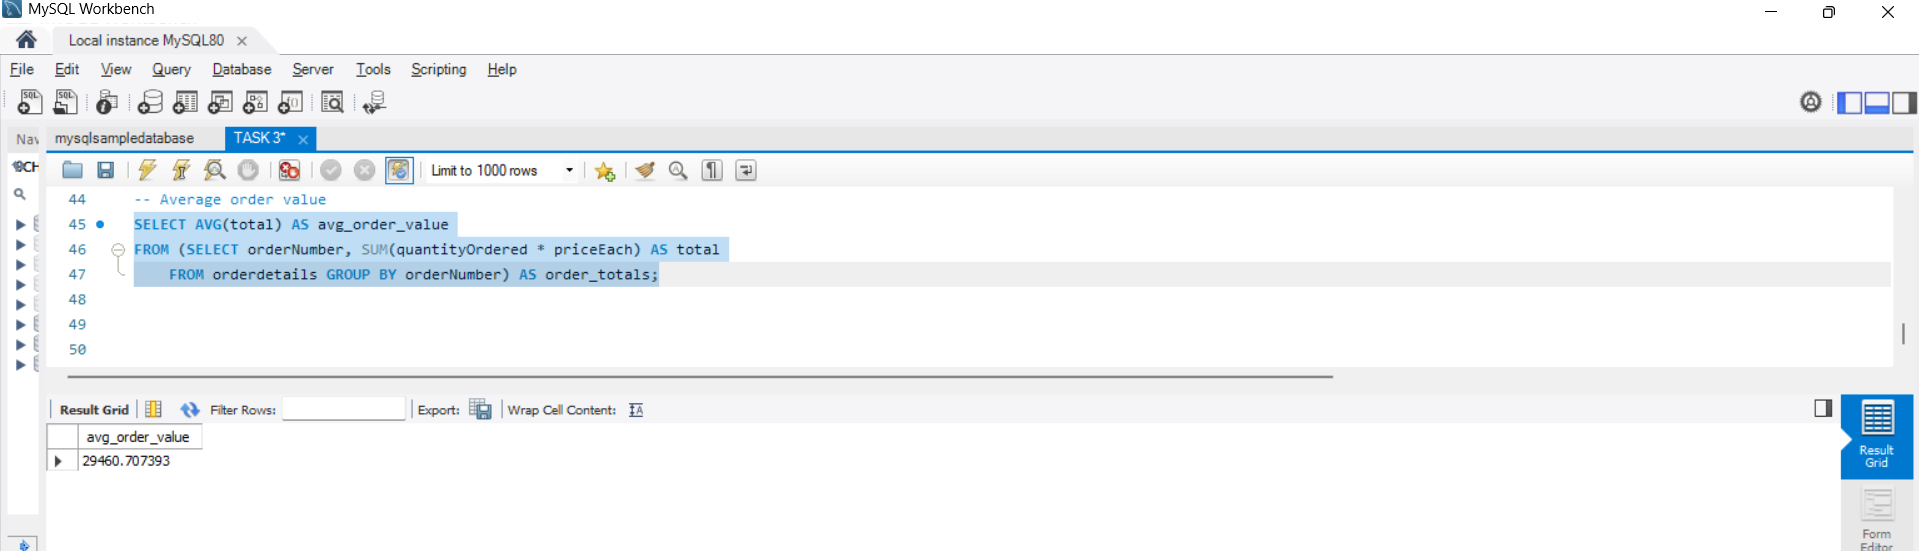 MySQL Workbench
Local instance MySQL80
File Edit View Query Database Server Tools Scripting Help
Nav mysqlsampledatabase TASK 3*
SCH Limit to 1000 rows
44 -- Average order value
45 SELECT AVG(total) AS avg_order_value
46 FROM (SELECT orderNumber, SUM(quantityOrdered * priceEach) AS total
47 FROM orderdetails GROUP BY orderNumber) AS order_totals;
48
49
50
Result Grid Filter Rows: Export: Wrap Cell Content:
avg_order_value
29460.707393
Result
Grid
Form
Editor